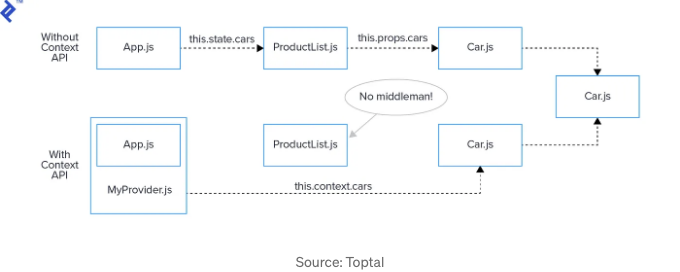 Without
Context
API
App.js
this.state.cars
ProductList.js
this.props.cars
Car.js
Car.js
No middleman!
With
Context
API
App.js
MyProvider.js
ProductList.js
Car.js
this.context.cars
Source: Toptal